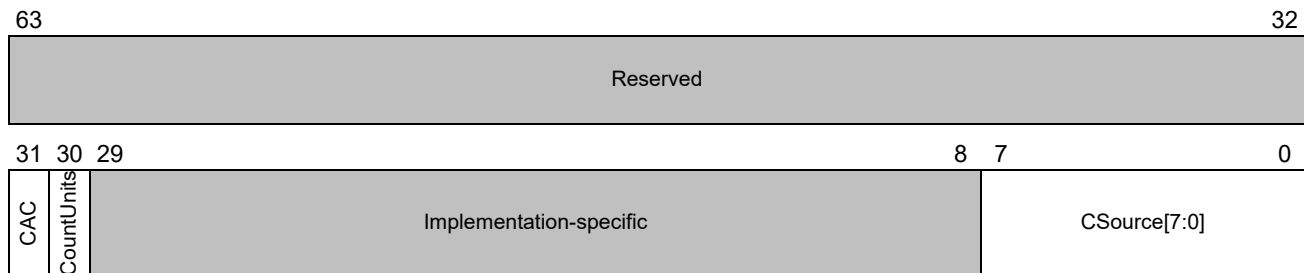 63 32
Reserved
31 30 29 8 7 0
CAC CountUnits Implementation-specific CSource[7:0]